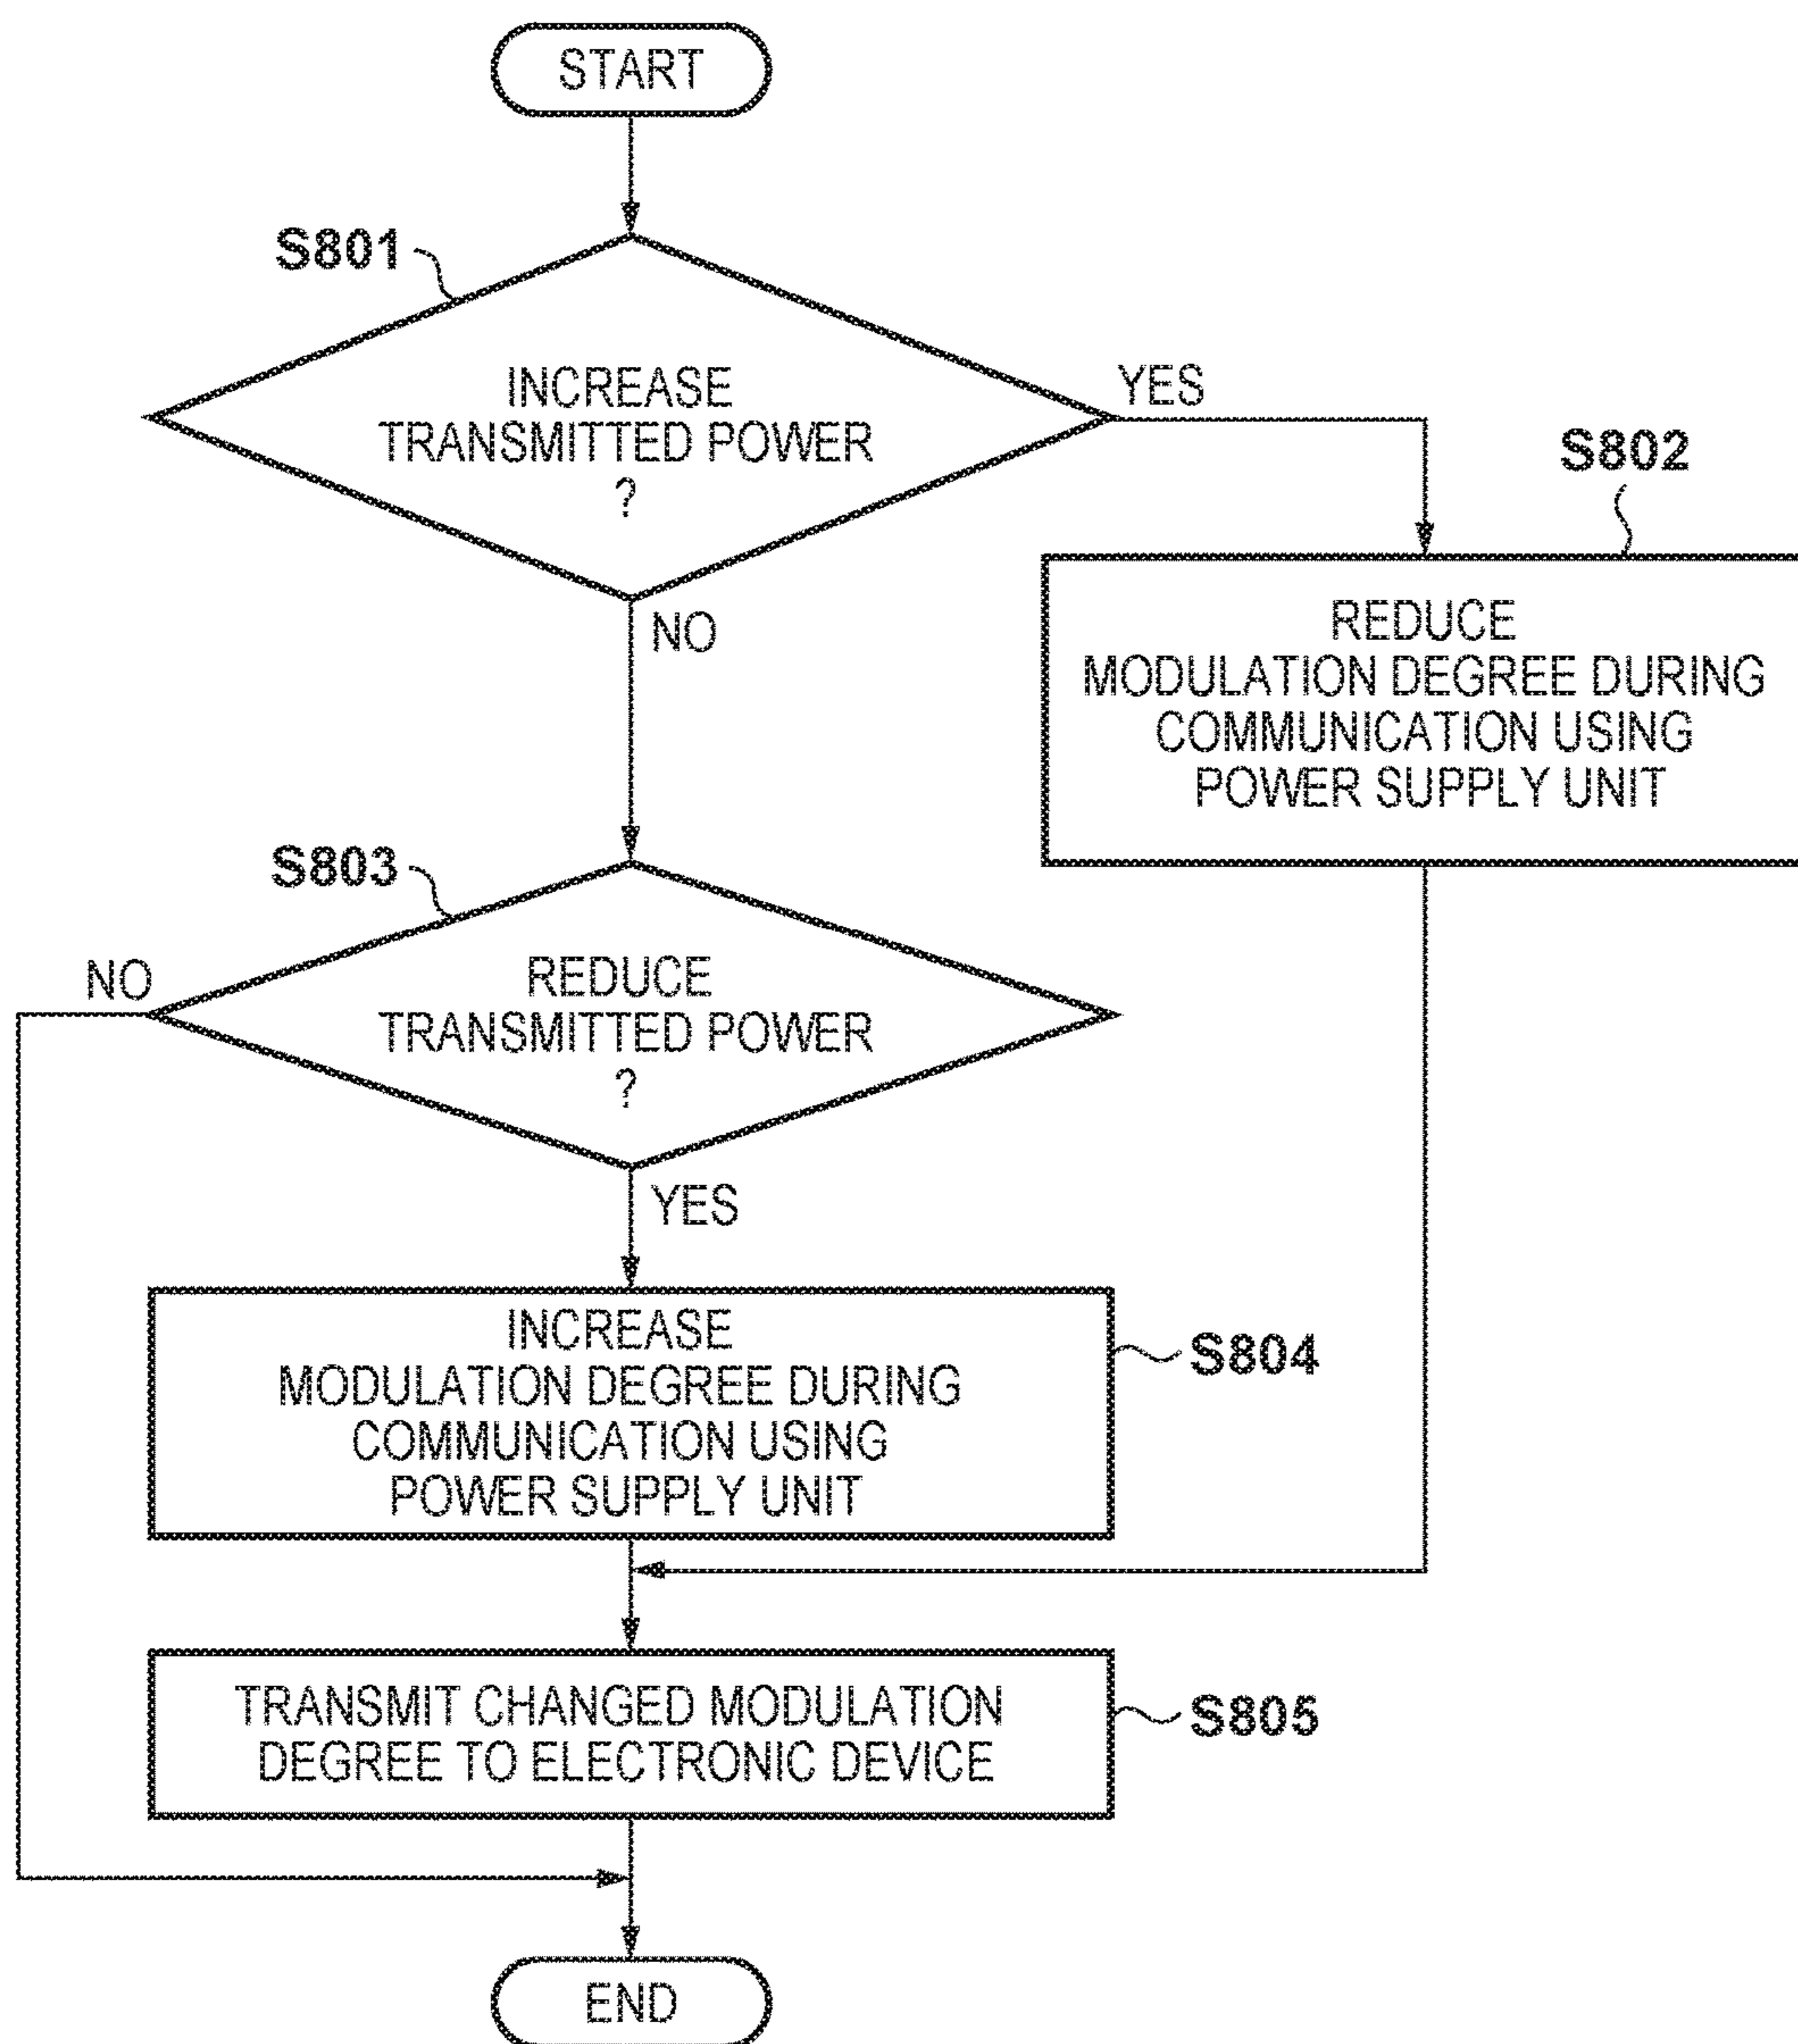 START
S801
INCREASE
TRANSMITTED POWER
?
YES
NO
S802
REDUCE
MODULATION DEGREE DURING
COMMUNICATION USING
POWER SUPPLY UNIT
S803
REDUCE
TRANSMITTED POWER
?
NO
YES
INCREASE
MODULATION DEGREE DURING
COMMUNICATION USING
POWER SUPPLY UNIT
S804
TRANSMIT CHANGED MODULATION
DEGREE TO ELECTRONIC DEVICE
S805
END